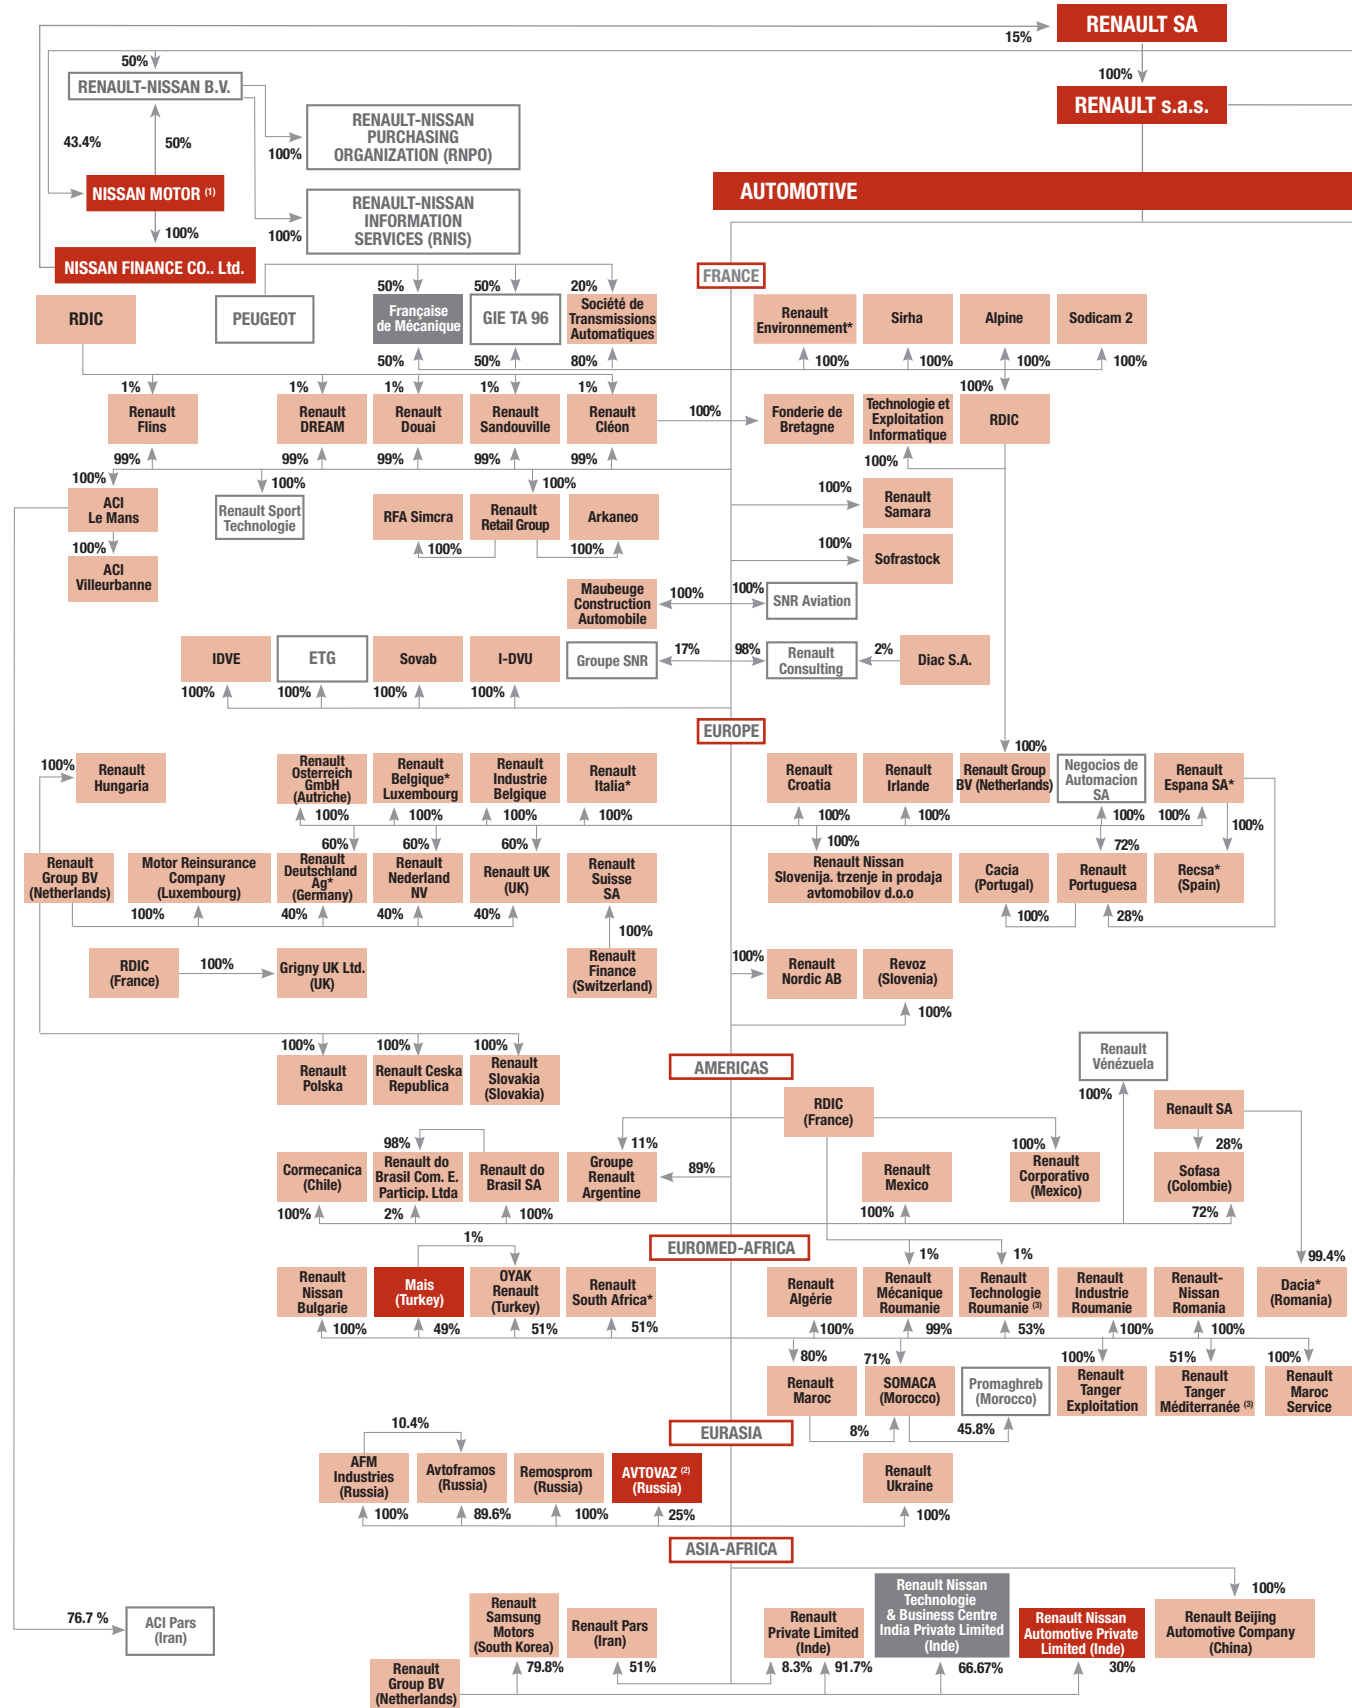 RENAULT SA
15%
100%
RENAULT s.a.s.
50%
RENAULT-NISSAN B.V.
43.4%
50%
NISSAN MOTOR (1)
100%
NISSAN FINANCE CO.. Ltd.
RENAULT-NISSAN
PURCHASING
ORGANIZATION (RNPO)
100%
RENAULT-NISSAN
INFORMATION
SERVICES (RNIS)
100%
AUTOMOTIVE
FRANCE
RDIC
PEUGEOT
50%
Française
de Mécanique
50%
50%
GIE TA 96
50%
20%
Société de
Transmissions
Automatiques
80%
Renault
Environnement*
100%
Sirha
100%
Alpine
100%
Sodicam 2
100%
1%
Renault
Flins
99%
1%
Renault
DREAM
99%
1%
Renault
Douai
99%
1%
Renault
Sandouville
99%
1%
Renault
Cléon
99%
100%
Fonderie de
Bretagne
Technologie et
Exploitation
Informatique
100%
100%
RDIC
100%
ACI
Le Mans
100%
ACI
Villeurbanne
100%
Renault Sport
Technologie
100%
RFA Simcra
100%
Renault
Retail Group
Arkaneo
100%
100%
Renault
Samara
100%
Sofrastock
Maubeuge
Construction
Automobile
100%
100%
SNR Aviation
IDVE
100%
ETG
100%
Sovab
100%
I-DVU
100%
Groupe SNR
17%
98%
Renault
Consulting
2%
Diac S.A.
EUROPE
100%
Renault
Hungaria
Renault
Osterreich
GmbH
(Autriche)
100%
Renault
Belgique*
Luxembourg
100%
Renault
Industrie
Belgique
100%
Renault
Italia*
100%
Renault
Croatia
100%
Renault
Irlande
100%
100%
Renault Group
BV (Netherlands)
Negocios de
Automacion
SA
100%
Renault
Espana SA*
100%
100%
Renault
Group BV
(Netherlands)
Motor Reinsurance
Company
(Luxembourg)
100%
60%
Renault
Deutschland
Ag*
(Germany)
40%
60%
Renault
Nederland
NV
40%
60%
Renault UK
(UK)
40%
Renault
Suisse
SA
100%
100%
Renault Nissan
Slovenija. trzenje in prodaja
avtomobilov d.o.o
Cacia
(Portugal)
100%
72%
Renault
Portuguesa
28%
Recsa*
(Spain)
RDIC
(France)
100%
Grigny UK Ltd.
(UK)
Renault
Finance
(Switzerland)
100%
Renault
Nordic AB
Revoz
(Slovenia)
100%
100%
Renault
Polska
100%
Renault Ceska
Republica
100%
Renault
Slovakia
(Slovakia)
AMERICAS
Renault
Vénézuela
100%
RDIC
(France)
Renault SA
Cormecanica
(Chile)
100%
98%
Renault do
Brasil Com. E.
Particip. Ltda
2%
Renault do
Brasil SA
100%
11%
Groupe
Renault
Argentine
89%
Renault
Mexico
100%
100%
Renault
Corporativo
(Mexico)
28%
Sofasa
(Colombie)
72%
EUROMED-AFRICA
1%
Renault
Nissan
Bulgarie
100%
Mais
(Turkey)
49%
OYAK
Renault
(Turkey)
51%
Renault
South Africa*
51%
Renault
Algérie
100%
1%
Renault
Mécanique
Roumanie
99%
1%
Renault
Technologie
Roumanie (3)
53%
Renault
Industrie
Roumanie
100%
Renault-
Nissan
Romania
100%
99.4%
Dacia*
(Romania)
80%
Renault
Maroc
8%
71%
SOMACA
(Morocco)
Promaghreb
(Morocco)
45.8%
100%
Renault
Tanger
Exploitation
51%
Renault
Tanger
Méditerranée (3)
100%
Renault
Maroc
Service
EURASIA
10.4%
AFM
Industries
(Russia)
100%
Avtoframos
(Russia)
89.6%
Remosprom
(Russia)
100%
AVTOVAZ (2)
(Russia)
25%
Renault
Ukraine
100%
ASIA-AFRICA
76.7 %
ACI Pars
(Iran)
Renault
Samsung
Motors
(South Korea)
79.8%
Renault Pars
(Iran)
51%
Renault
Private Limited
(Inde)
8.3%
91.7%
Renault Nissan
Technologie
& Business Centre
India Private Limited
(Inde)
66.67%
Renault Nissan
Automotive Private
Limited (Inde)
30%
100%
Renault Beijing
Automotive Company
(China)
Renault
Group BV
(Netherlands)